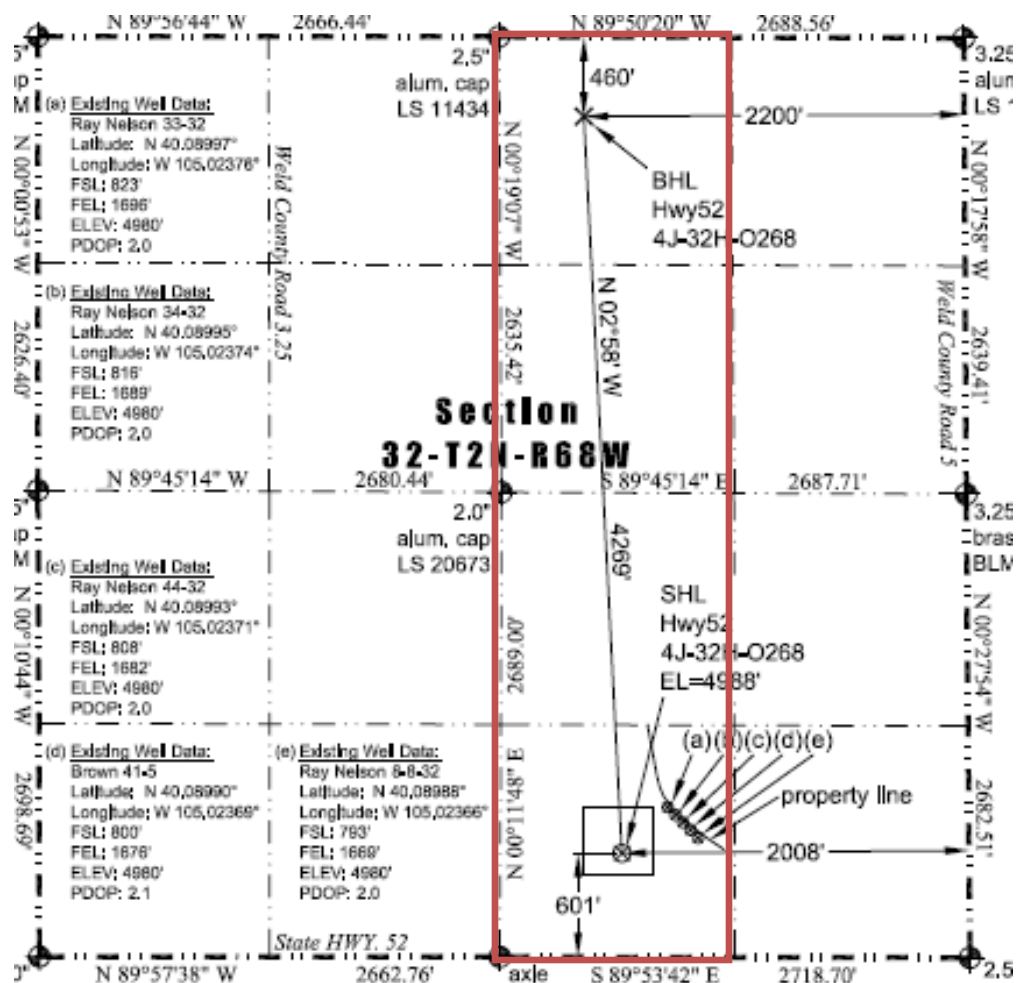 N 89°56'44" W 2666.44' N 89°50'20" W 2688.56'
2.5"
alum. cap
LS 11434
460'
2200'
3.25
alum
LS 1
(a) Existing Well Data:
Ray Nelson 33-32
Latitude: N 40.08997°
Longitude: W 105.02376°
FSL: 823'
FEL: 1696'
ELEV: 4980'
PDOP: 2.0
N 00°00'53" W
Weld County Road 3.25
N 00°19'07" W
BHL
Hwy52
4J-32H-O268
N 00°17'58" W
(b) Existing Well Data:
Ray Nelson 34-32
Latitude: N 40.08995°
Longitude: W 105.02374°
FSL: 816'
FEL: 1689'
ELEV: 4980'
PDOP: 2.0
2626.40'
2635.42'
N 02°58' W
Weld County Road 5
2639.41'
Section
32-T2N-R68W
N 89°45'14" W 2680.44' S 89°45'14" E 2687.71'
2.0"
alum. cap
LS 20673
4269'
3.25
bras
BLM
(c) Existing Well Data:
Ray Nelson 44-32
Latitude: N 40.08993°
Longitude: W 105.02371°
FSL: 808'
FEL: 1682'
ELEV: 4980'
PDOP: 2.0
N 00°10'44" W
2689.00'
SHL
Hwy52
4J-32H-O268
EL=4988'
N 00°27'54" W
(d) Existing Well Data:
Brown 41-5
Latitude: N 40.08990°
Longitude: W 105.02369°
FSL: 800'
FEL: 1676'
ELEV: 4980'
PDOP: 2.1
(e) Existing Well Data:
Ray Nelson 8-8-32
Latitude: N 40.08988°
Longitude: W 105.02366°
FSL: 793'
FEL: 1669'
ELEV: 4980'
PDOP: 2.0
2698.69'
N 00°11'48" E
(a)(b)(c)(d)(e)
property line
2008'
2682.51'
601'
State HWY. 52
N 89°57'38" W 2662.76' axle S 89°53'42" E 2718.70' 2.5